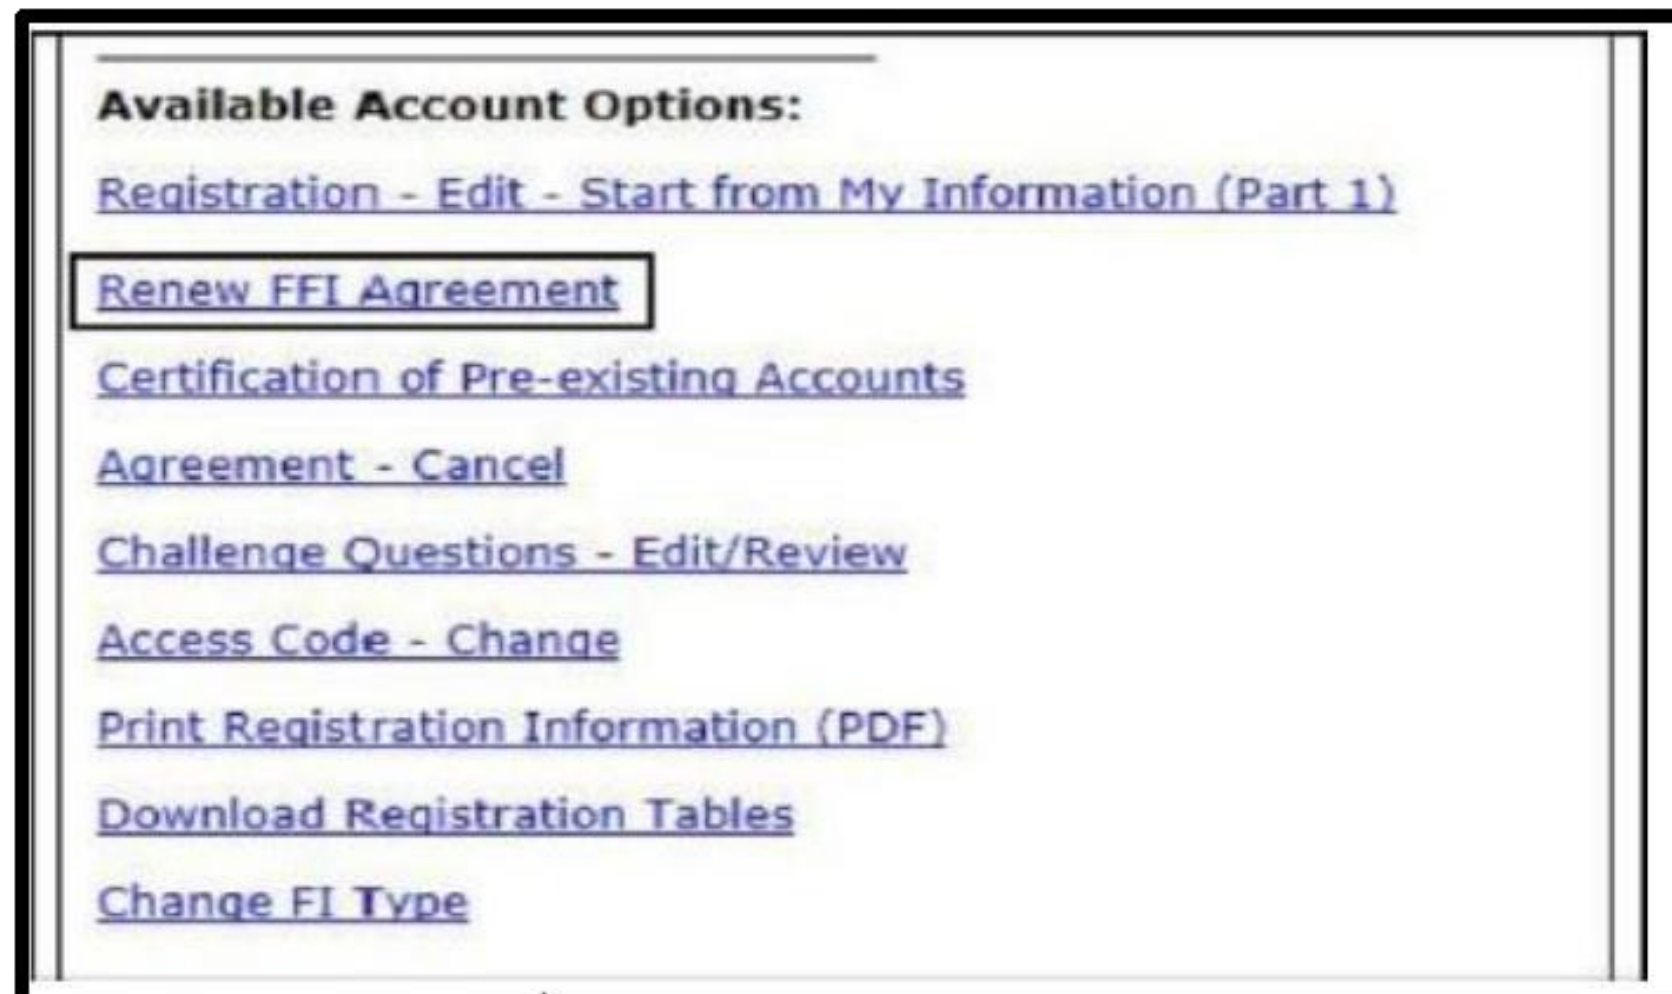 Available Account Options:
Registration - Edit - Start from My Information (Part 1)
Renew FFI Agreement
Certification of Pre-existing Accounts
Agreement - Cancel
Challenge Questions - Edit/Review
Access Code - Change
Print Registration Information (PDF)
Download Registration Tables
Change FI Type